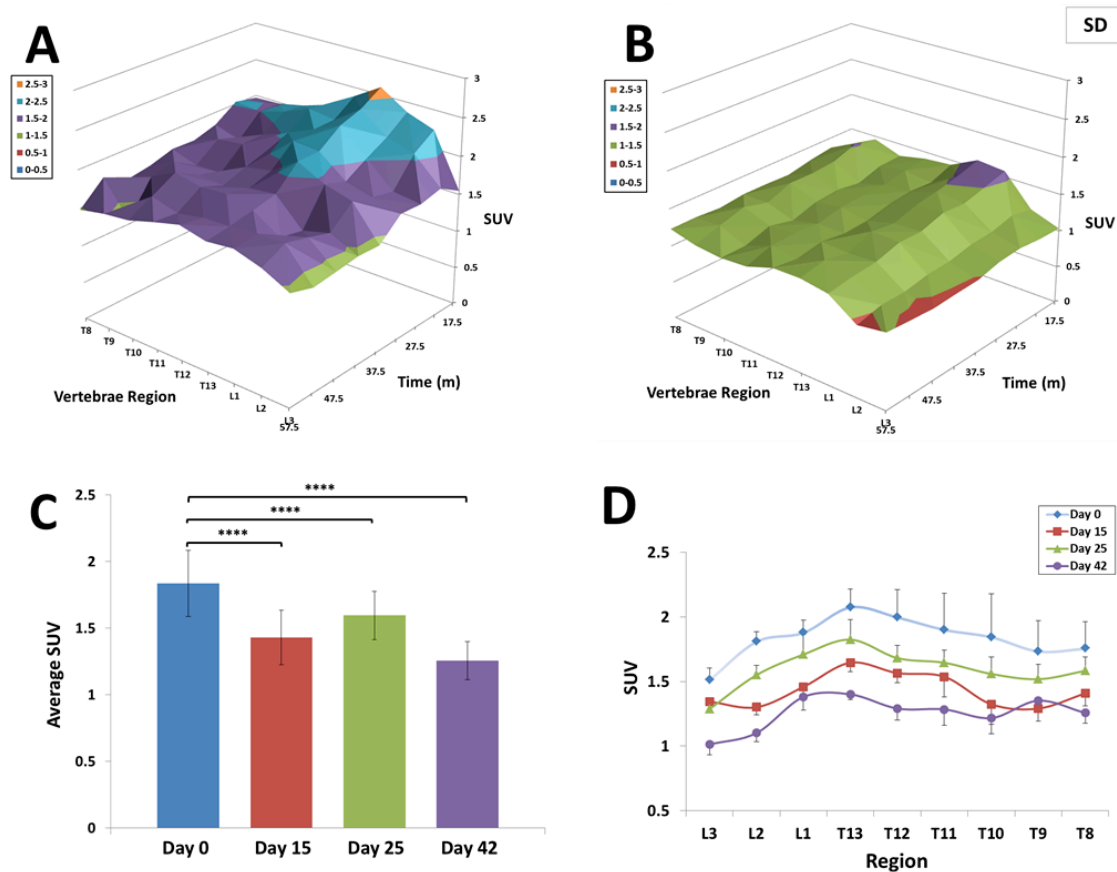 A
2.5-3
2-2.5
1.5-2
1-1.5
0.5-1
0-0.5
3
2.5
2
1.5
1
0.5
0
SUV
T8
T9
T10
T11
T12
T13
L1
L2
L3
57.5
47.5
37.5
27.5
17.5
Vertebrae Region
Time (m)
B
SD
2.5-3
2-2.5
1.5-2
1-1.5
0.5-1
0-0.5
3
2.5
2
1.5
1
0.5
0
SUV
T8
T9
T10
T11
T12
T13
L1
L2
L3
57.5
47.5
37.5
27.5
17.5
Vertebrae Region
Time (m)
C
Average SUV
2.5
2
1.5
1
0.5
0
****
****
****
Day 0
Day 15
Day 25
Day 42
D
Day 0
Day 15
Day 25
Day 42
SUV
2.5
2
1.5
1
0.5
L3
L2
L1
T13
T12
T11
T10
T9
T8
Region